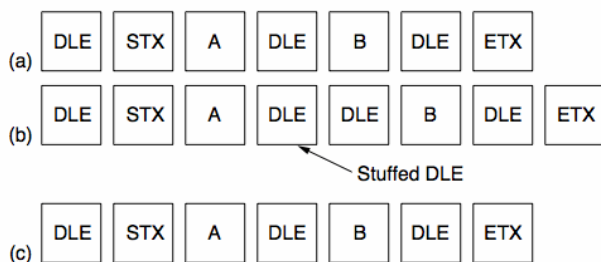 (a) DLE STX A DLE B DLE ETX
(b) DLE STX A DLE DLE B DLE ETX
Stuffed DLE
(c) DLE STX A DLE B DLE ETX